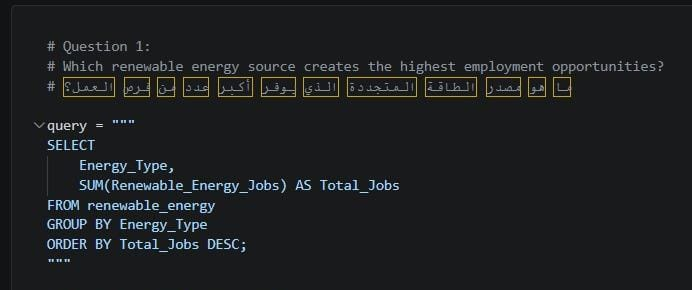 # Question 1:
# Which renewable energy source creates the highest employment opportunities?
# ما هو مصدر الطاقة المتجددة الذي يوفر أكبر عدد من فرص العمل؟
query = """
SELECT
    Energy_Type,
    SUM(Renewable_Energy_Jobs) AS Total_Jobs
FROM renewable_energy
GROUP BY Energy_Type
ORDER BY Total_Jobs DESC;
"""